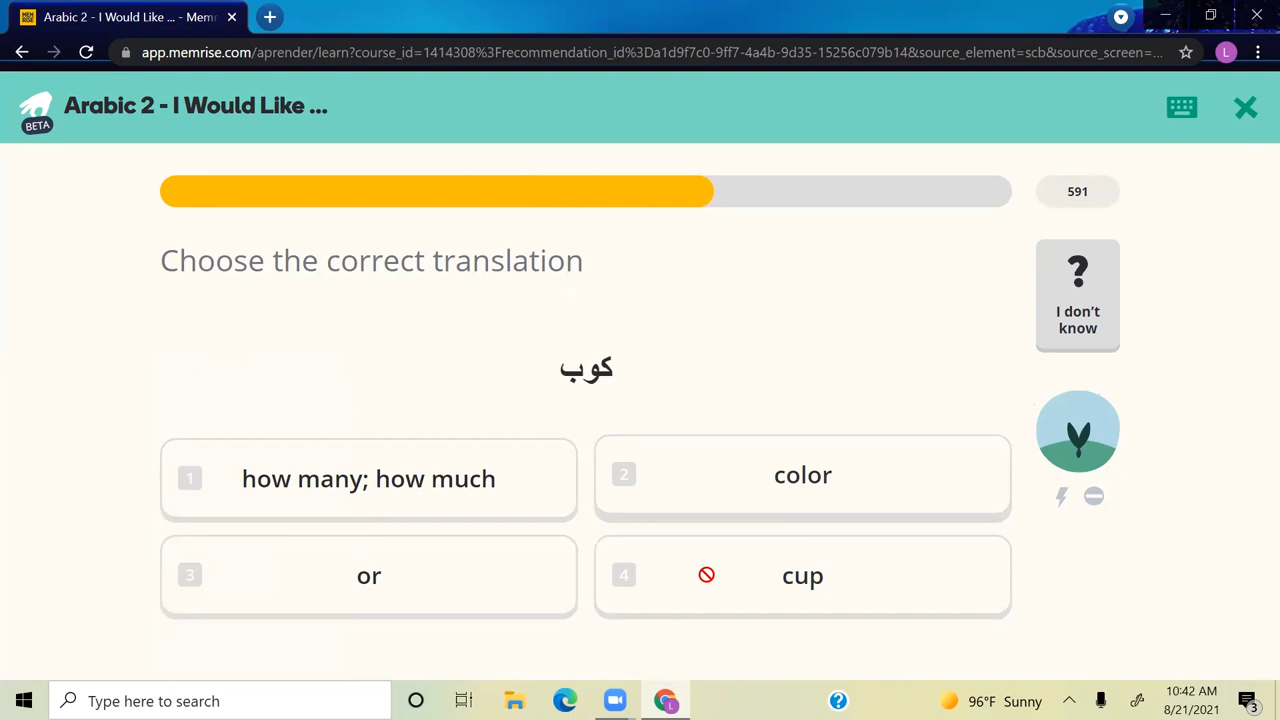 Arabic 2 - I Would Like ... - Mem
app.memrise.com/aprender/learn?course_id=1414308%3Frecommendation_id%3Da1d9f7c0-9ff7-4a4b-9d35-15256c079b14&source_element=scb&source_screen=...
L
BETA
Arabic 2 - I Would Like ...
591
Choose the correct translation
?
I don't
know
كوب
1 how many; how much
2 color
3 or
4 cup
Type here to search
96°F Sunny
10:42 AM
8/21/2021
3